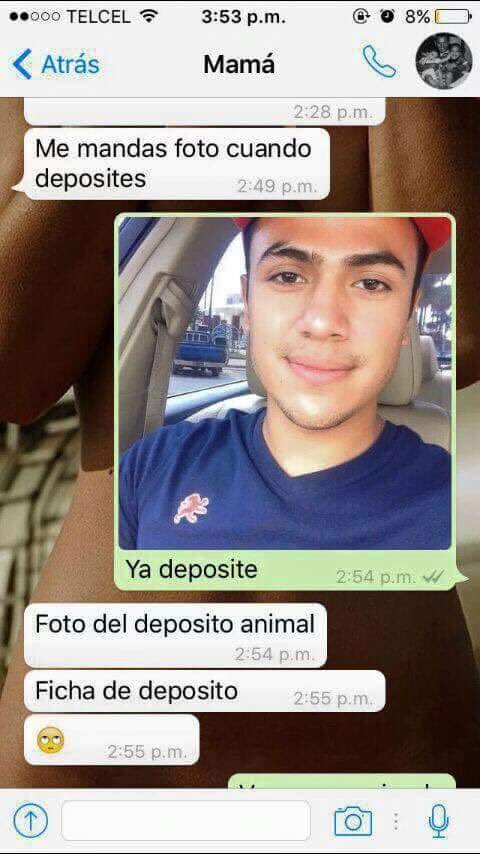 TELCEL 3:53 p.m. 8%
Atrás Mamá
2:28 p.m.
Me mandas foto cuando
deposites 2:49 p.m.
Ya deposite 2:54 p.m.
Foto del deposito animal
2:54 p.m.
Ficha de deposito 2:55 p.m.
🙄 2:55 p.m.